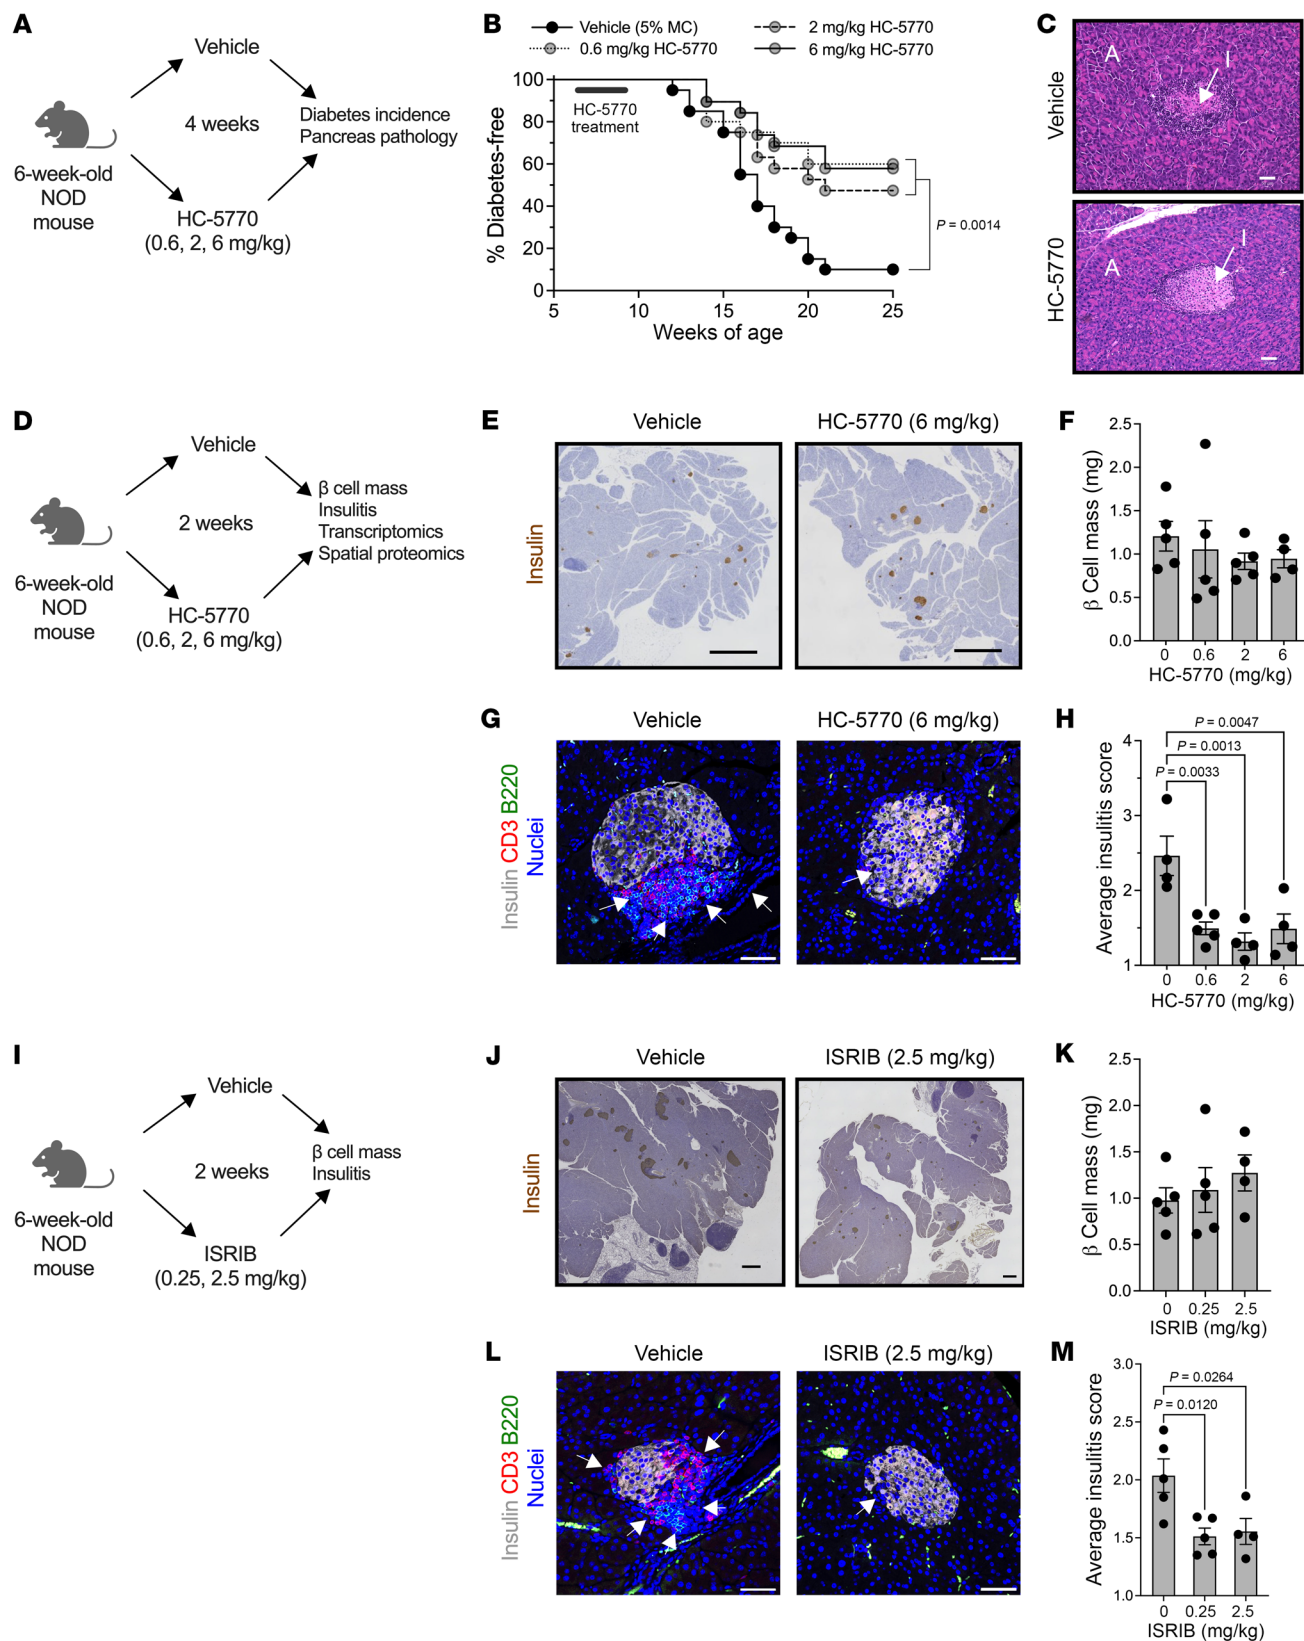 A
Vehicle
4 weeks
6-week-old
NOD
mouse
HC-5770
(0.6, 2, 6 mg/kg)
Diabetes incidence
Pancreas pathology
B
Vehicle (5% MC)
0.6 mg/kg HC-5770
2 mg/kg HC-5770
6 mg/kg HC-5770
% Diabetes-free
100
80
60
40
20
0
HC-5770
treatment
P = 0.0014
5
10
15
20
25
Weeks of age
C
Vehicle
A
I
HC-5770
A
I
D
Vehicle
2 weeks
6-week-old
NOD
mouse
HC-5770
(0.6, 2, 6 mg/kg)
β cell mass
Insulitis
Transcriptomics
Spatial proteomics
E
Vehicle
HC-5770 (6 mg/kg)
Insulin
F
β Cell mass (mg)
2.5
2.0
1.5
1.0
0.5
0.0
0
0.6
2
6
HC-5770 (mg/kg)
G
Vehicle
HC-5770 (6 mg/kg)
Insulin CD3 B220
Nuclei
H
Average insulitis score
4
3
2
1
P = 0.0047
P = 0.0013
P = 0.0033
0
0.6
2
6
HC-5770 (mg/kg)
I
Vehicle
2 weeks
6-week-old
NOD
mouse
ISRIB
(0.25, 2.5 mg/kg)
β cell mass
Insulitis
J
Vehicle
ISRIB (2.5 mg/kg)
Insulin
K
β Cell mass (mg)
2.5
2.0
1.5
1.0
0.5
0.0
0
0.25
2.5
ISRIB (mg/kg)
L
Vehicle
ISRIB (2.5 mg/kg)
Insulin CD3 B220
Nuclei
M
Average insulitis score
3.0
2.5
2.0
1.5
1.0
P = 0.0264
P = 0.0120
0
0.25
2.5
ISRIB (mg/kg)